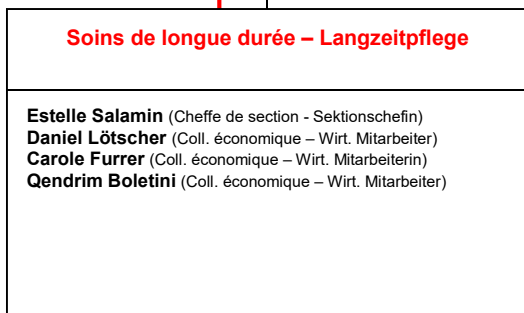 Soins de longue durée – Langzeitpflege
Estelle Salamin (Cheffe de section - Sektionschefin)
Daniel Lötscher (Coll. économique – Wirt. Mitarbeiter)
Carole Furrer (Coll. économique – Wirt. Mitarbeiterin)
Qendrim Boletini (Coll. économique – Wirt. Mitarbeiter)